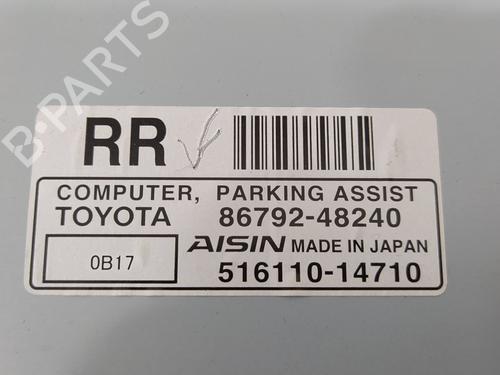 B-PARTS
RR
COMPUTER, PARKING ASSIST
TOYOTA 86792-48240
0B17
AISIN MADE IN JAPAN
516110-14710